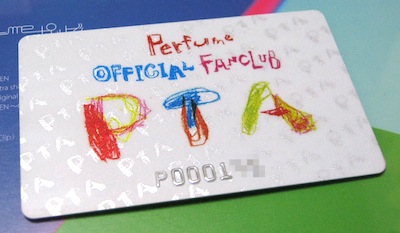 Perfume
OFFICIAL FANCLUB
PTA
P0001